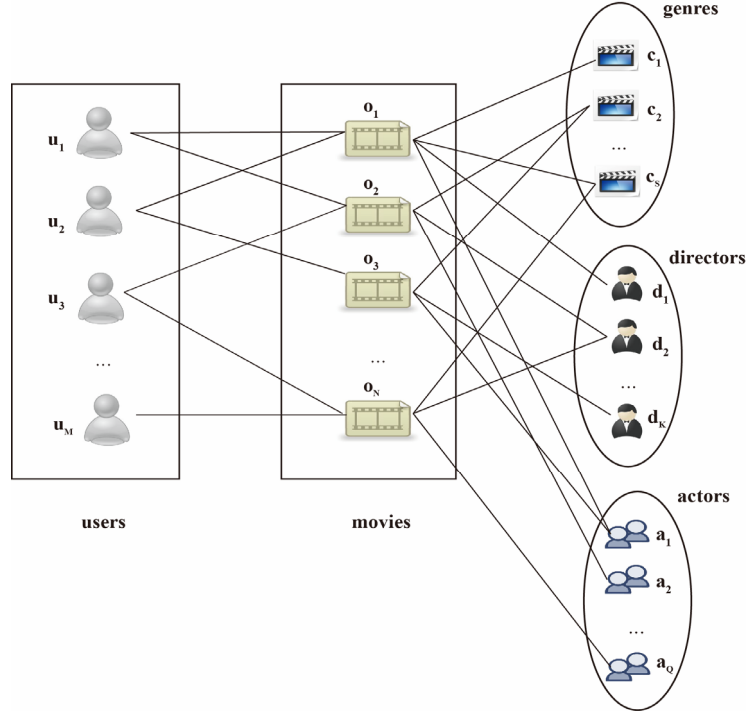 genres
c1
c2
...
cS
directors
d1
d2
...
dK
actors
a1
a2
...
aQ
o1
o2
o3
...
oN
movies
u1
u2
u3
...
uM
users